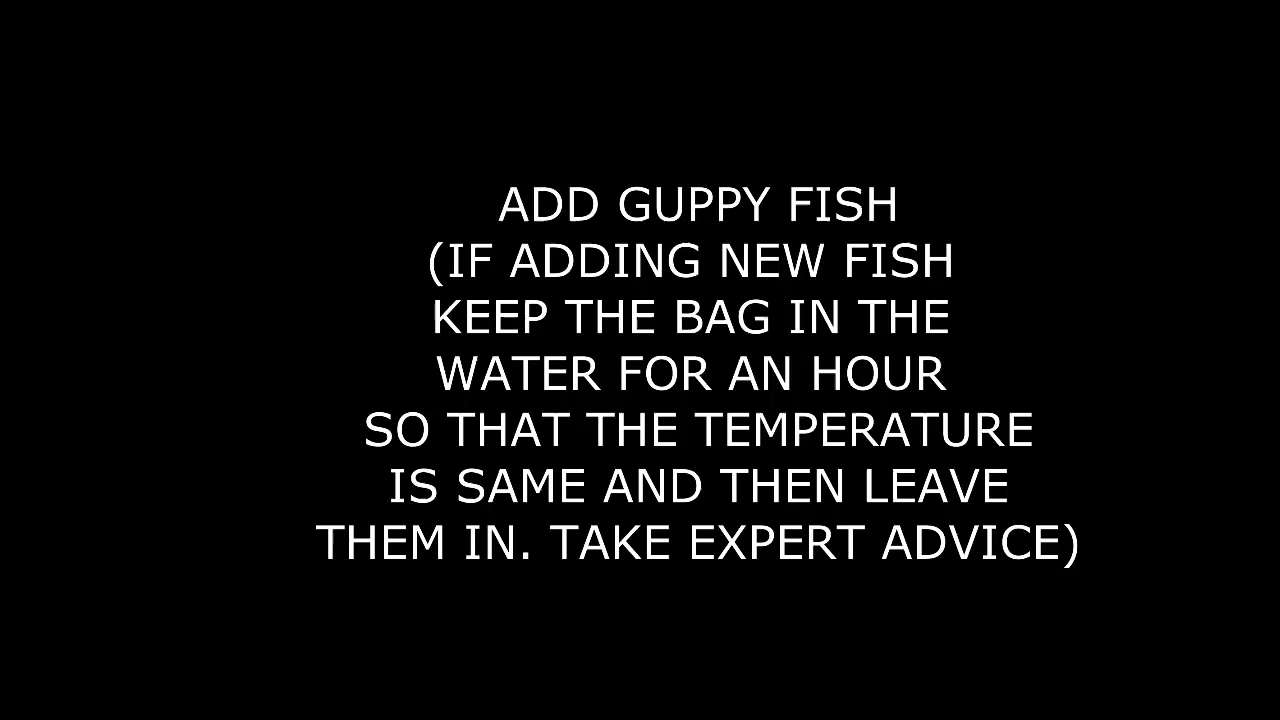 ADD GUPPY FISH
(IF ADDING NEW FISH
KEEP THE BAG IN THE
WATER FOR AN HOUR
SO THAT THE TEMPERATURE
IS SAME AND THEN LEAVE
THEM IN. TAKE EXPERT ADVICE)